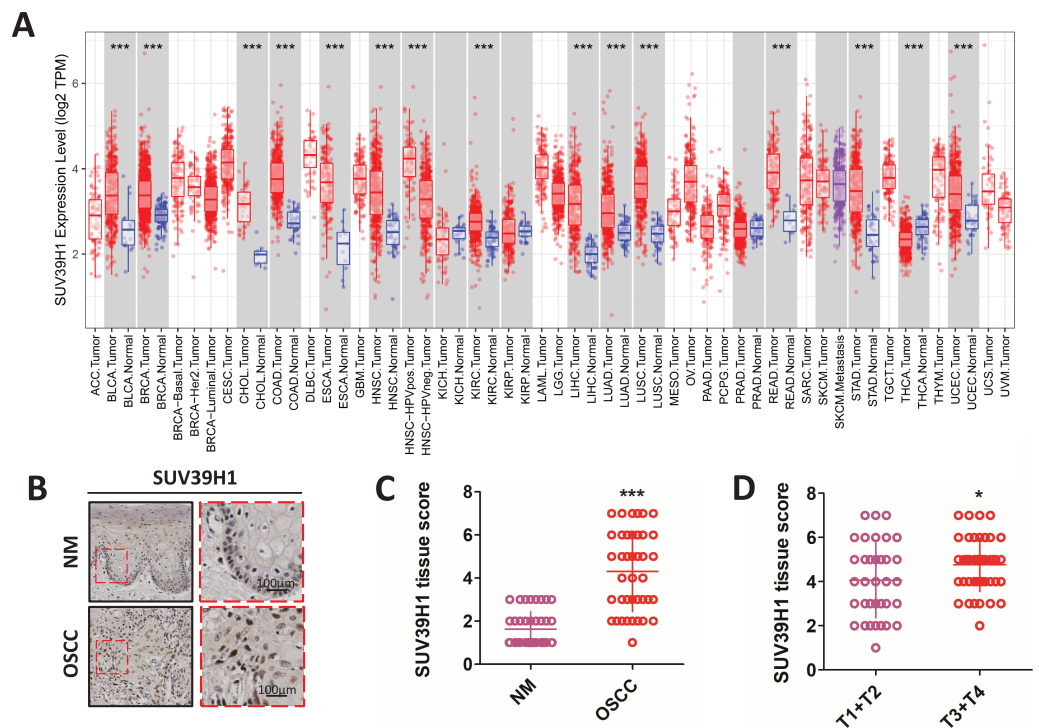 A
SUV39H1 Expression Level (log2 TPM)
6
4
2
*** *** *** *** *** *** *** *** *** *** *** *** *** *** ***
ACC.Tumor
BLCA.Tumor
BLCA.Normal
BRCA.Tumor
BRCA.Normal
BRCA-Basal.Tumor
BRCA-Her2.Tumor
BRCA-Luminal.Tumor
CESC.Tumor
CHOL.Tumor
CHOL.Normal
COAD.Tumor
COAD.Normal
DLBC.Tumor
ESCA.Tumor
ESCA.Normal
GBM.Tumor
HNSC.Tumor
HNSC.Normal
HNSC-HPVpos.Tumor
HNSC-HPVneg.Tumor
KICH.Tumor
KICH.Normal
KIRC.Tumor
KIRC.Normal
KIRP.Tumor
KIRP.Normal
LAML.Tumor
LGG.Tumor
LIHC.Tumor
LIHC.Normal
LUAD.Tumor
LUAD.Normal
LUSC.Tumor
LUSC.Normal
MESO.Tumor
OV.Tumor
PAAD.Tumor
PCPG.Tumor
PRAD.Tumor
PRAD.Normal
READ.Tumor
READ.Normal
SARC.Tumor
SKCM.Tumor
SKCM.Metastasis
STAD.Tumor
STAD.Normal
TGCT.Tumor
THCA.Tumor
THCA.Normal
THYM.Tumor
UCEC.Tumor
UCEC.Normal
UCS.Tumor
UVM.Tumor
B
SUV39H1
NM
100μm
OSCC
100μm
C
SUV39H1 tissue score
8
6
4
2
0
***
NM
OSCC
D
SUV39H1 tissue score
8
6
4
2
0
*
T1+T2
T3+T4